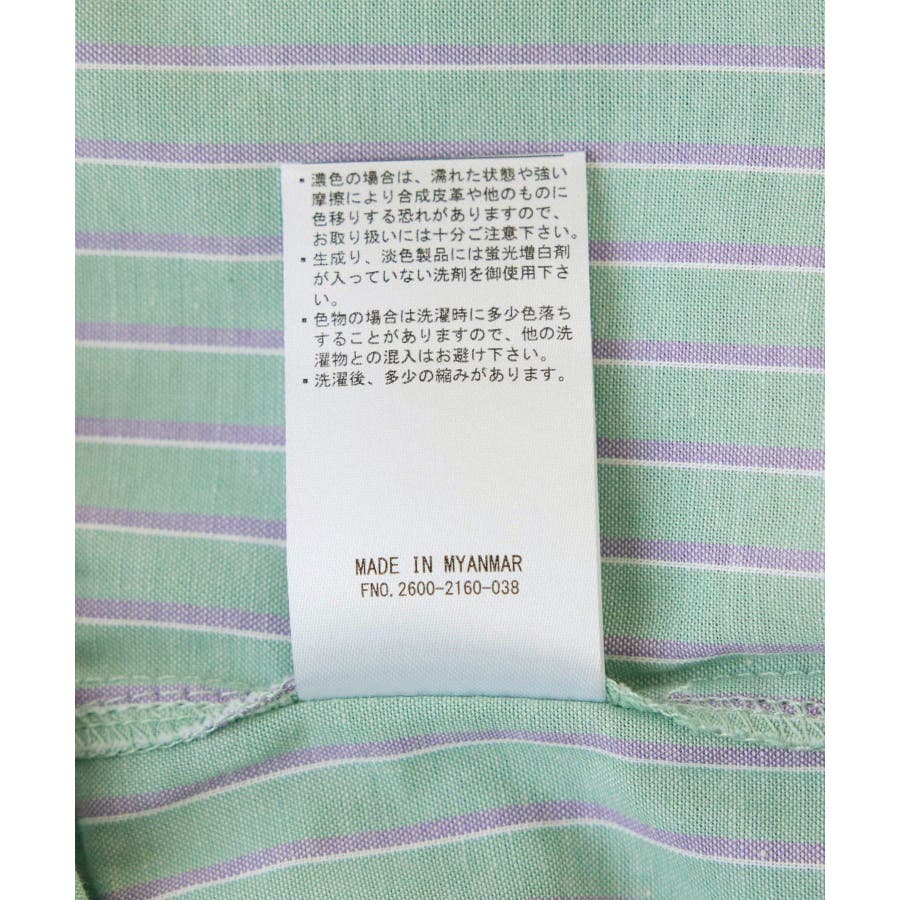 ▪濃色の場合は、濡れた状態や強い
摩擦により合成皮革や他のものに
色移りする恐れがありますので、
お取り扱いには十分ご注意下さい。
▪生成り、淡色製品には蛍光増白剤
が入っていない洗剤を御使用下さ
い。
▪色物の場合は洗濯時に多少色落ち
することがありますので、他の洗
濯物との混入はお避け下さい。
▪洗濯後、多少の縮みがあります。
MADE IN MYANMAR
FNO.2600-2160-038